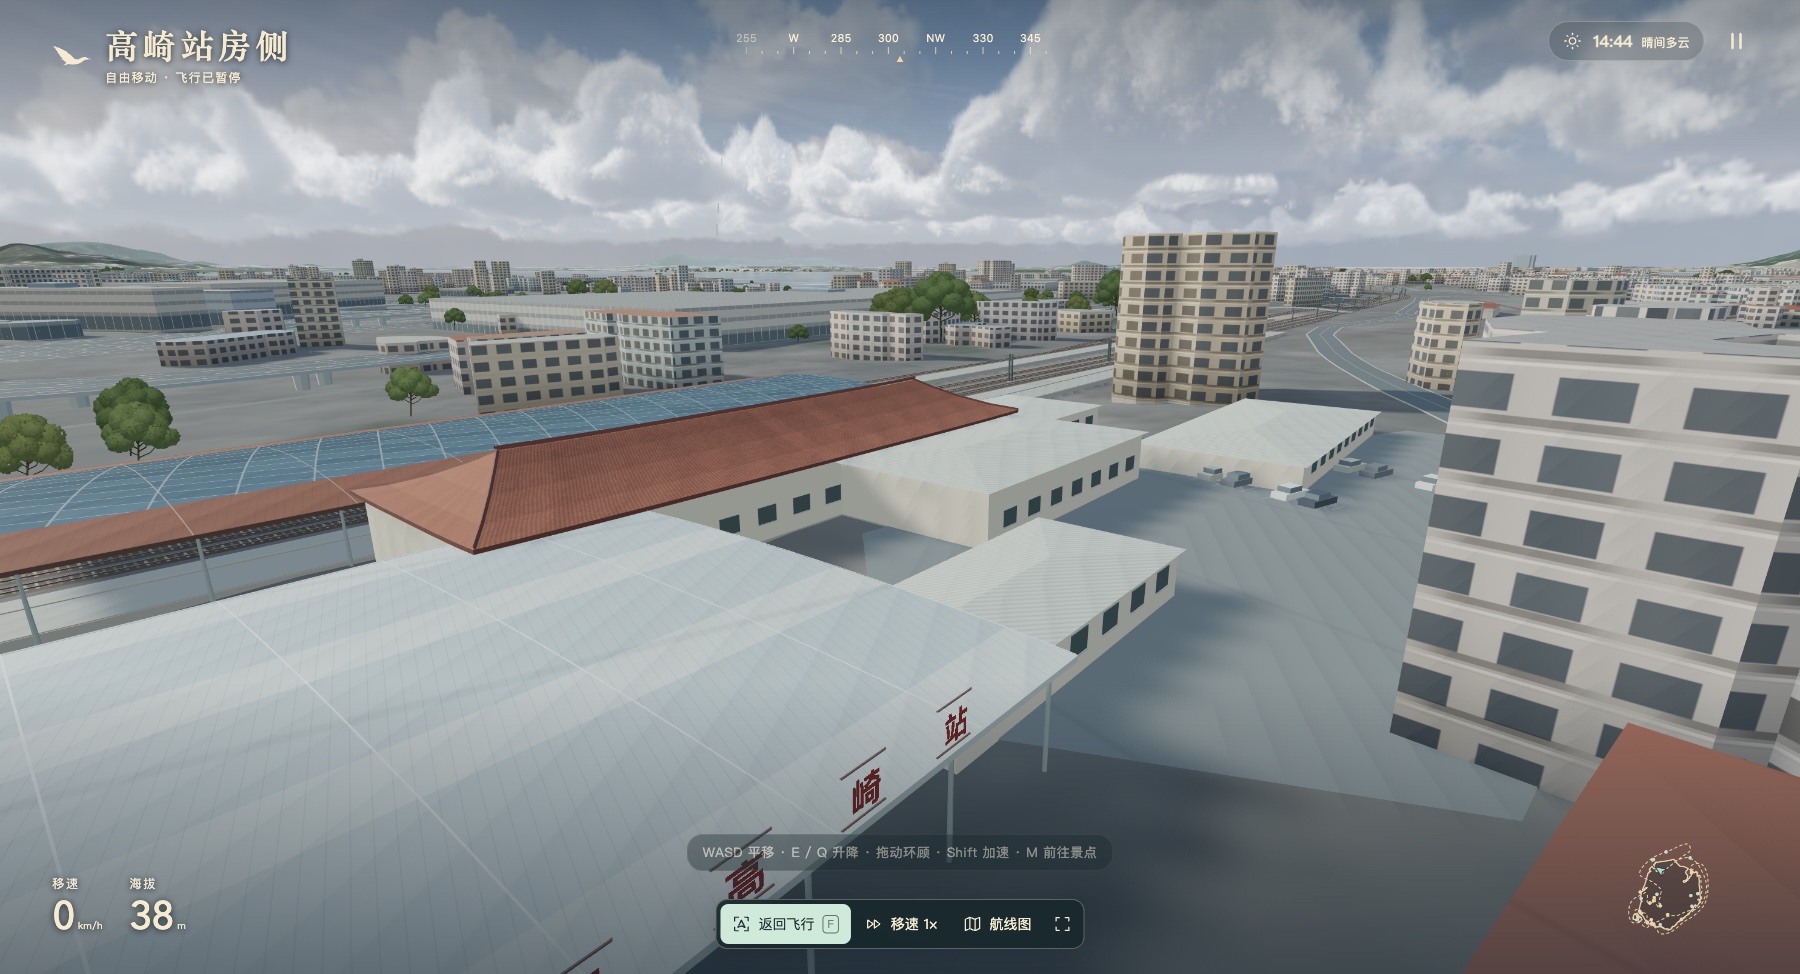 高崎站房侧
自由移动 · 飞行已暂停
255 W 285 300 NW 330 345
14:44 晴间多云
站
崎
高
WASD 平移 · E / Q 升降 · 拖动环顾 · Shift 加速 · M 前往景点
移速 海拔
0 km/h 38 m
返回飞行 F 移速 1x 航线图